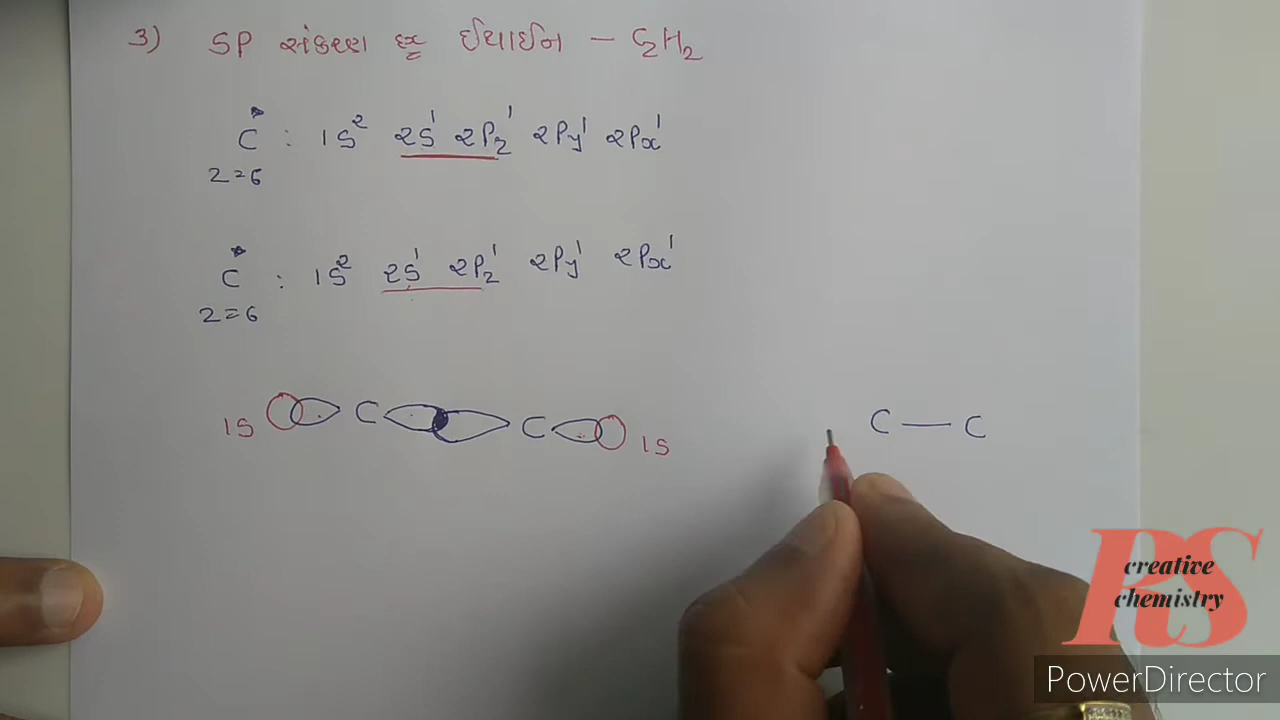 3) SP સંકરણ દ્વારા ઈથાઈન – C₂H₂
C* : 1S² 2S¹ 2Pz¹ 2Py¹ 2Px¹
Z=6
C* : 1S² 2S¹ 2Pz¹ 2Py¹ 2Px¹
Z=6
1S C C 1S
C — C
RS
creative
chemistry
PowerDirector